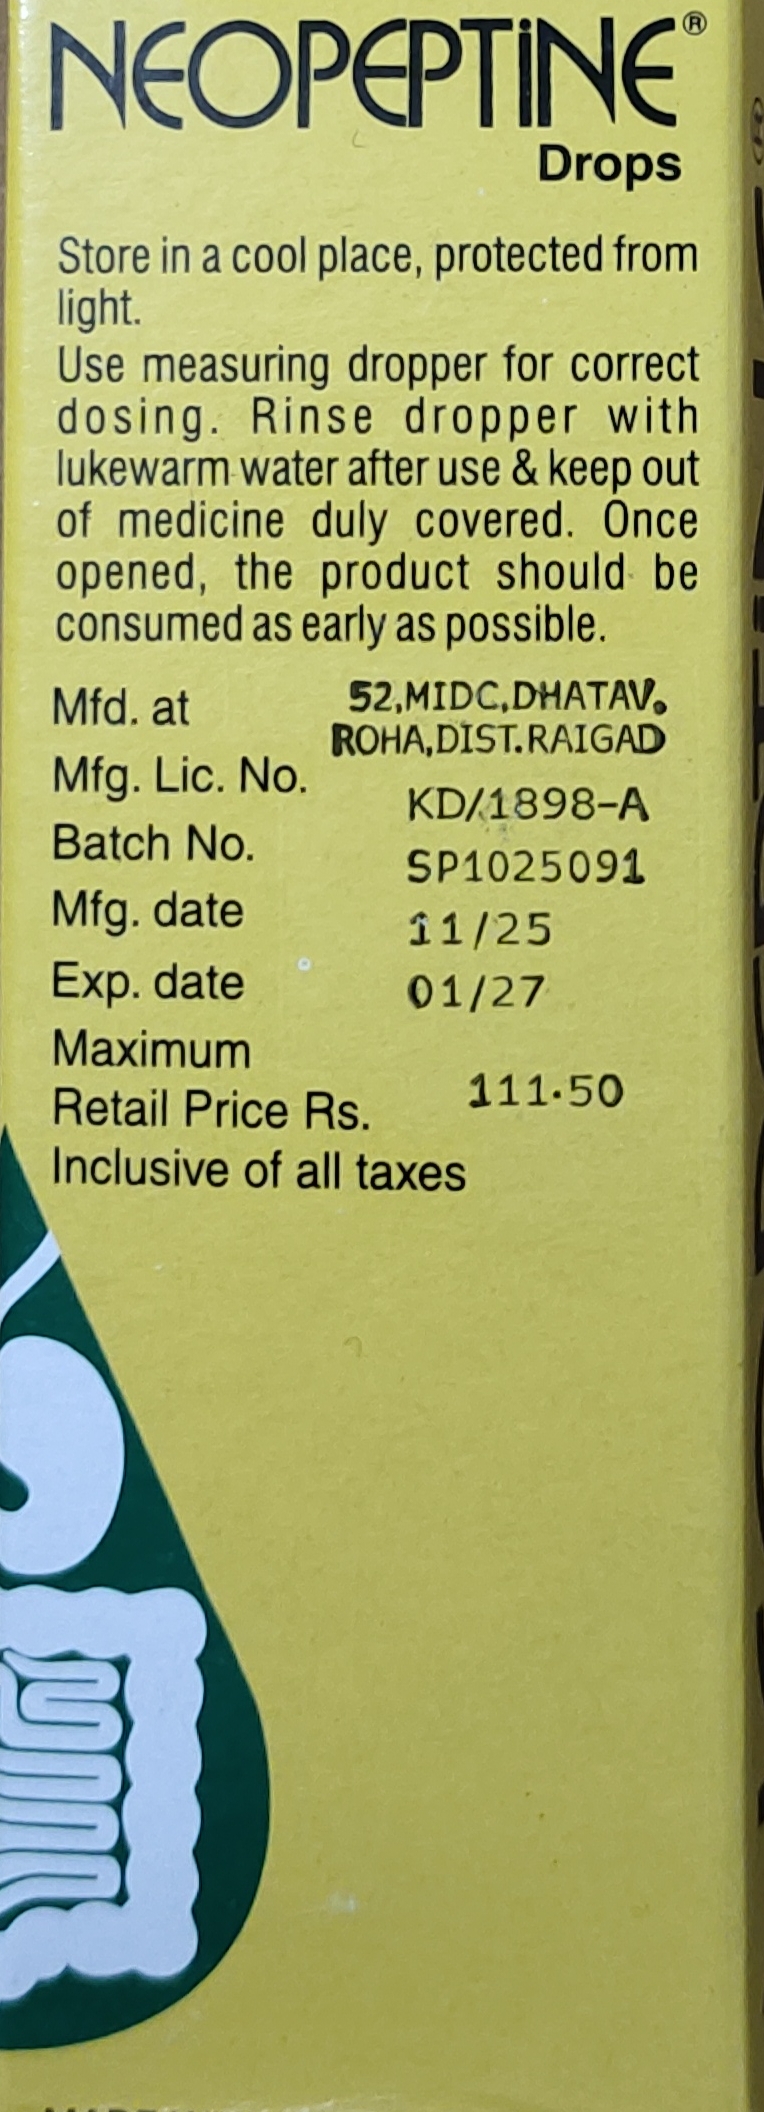 NEOPEPTiNE®
Drops
Store in a cool place, protected from
light.
Use measuring dropper for correct
dosing. Rinse dropper with
lukewarm water after use & keep out
of medicine duly covered. Once
opened, the product should be
consumed as early as possible.
Mfd. at 52,MIDC,DHATAV.
ROHA,DIST.RAIGAD
Mfg. Lic. No. KD/1898-A
Batch No. SP1025091
Mfg. date 11/25
Exp. date 01/27
Maximum
Retail Price Rs. 111.50
Inclusive of all taxes